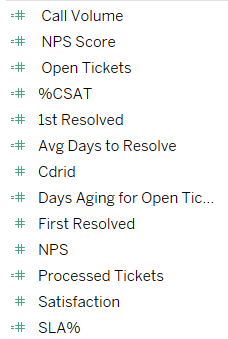 Call Volume
NPS Score
Open Tickets
%CSAT
1st Resolved
Avg Days to Resolve
Cdrid
Days Aging for Open Tic...
First Resolved
NPS
Processed Tickets
Satisfaction
SLA%